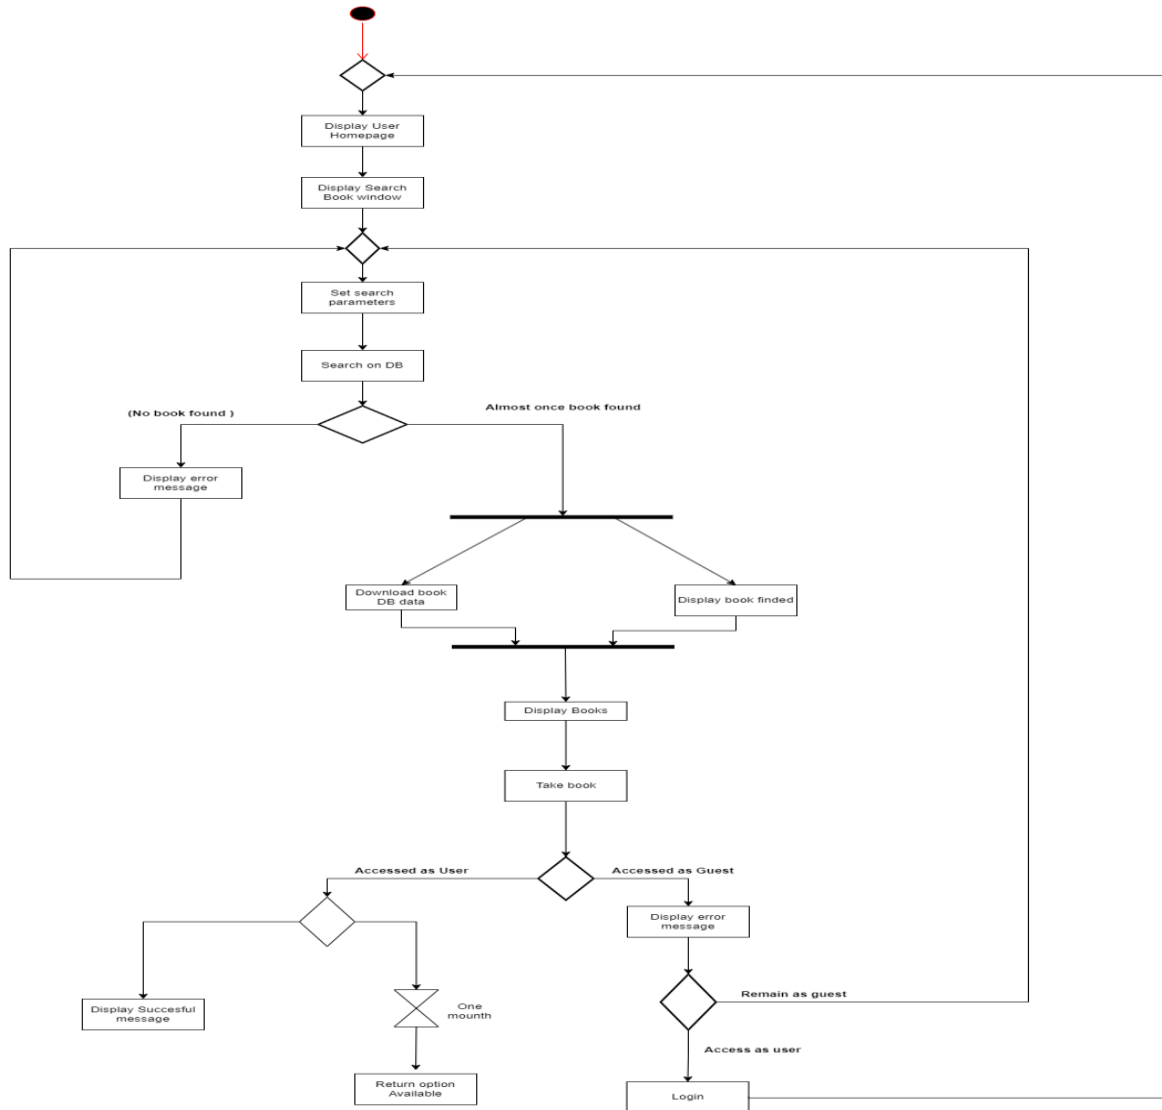 Display User
Homepage
Display Search
Book window
Set search
parameters
Search on DB
(No book found )
Almost once book found
Display error
message
Download book
DB data
Display book finded
Display Books
Take book
Accessed as User
Accessed as Guest
Display error
message
Remain as guest
Display Succesful
message
One
mounth
Access as user
Return option
Available
Login